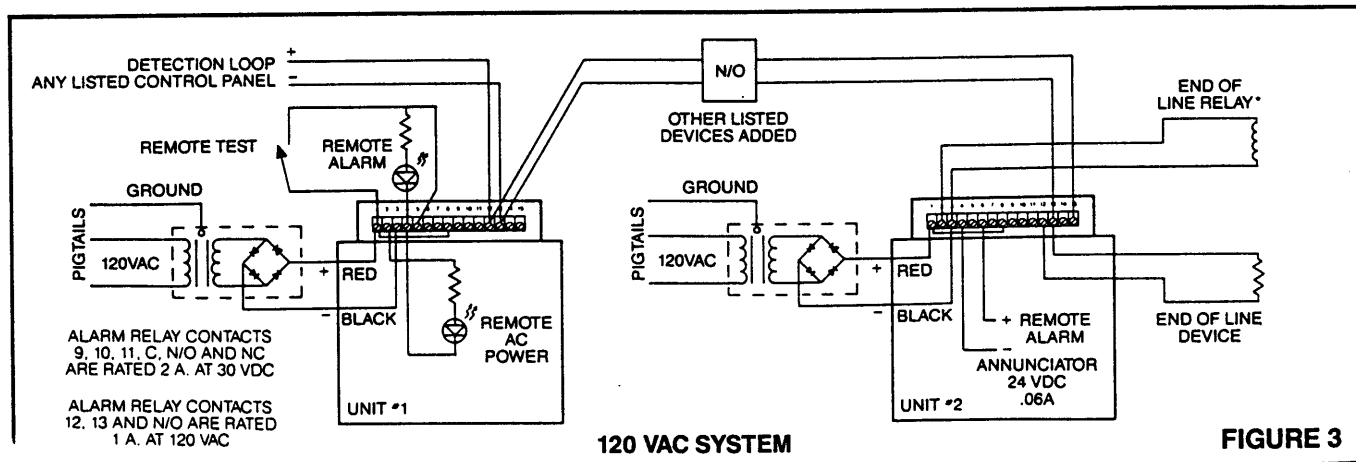 DETECTION LOOP +
ANY LISTED CONTROL PANEL −
N/O
OTHER LISTED
DEVICES ADDED
END OF
LINE RELAY*
REMOTE TEST
REMOTE
ALARM
GROUND
PIGTAILS
120VAC
+ RED
− BLACK
REMOTE
AC
POWER
UNIT #1
ALARM RELAY CONTACTS
9, 10, 11, C, N/O AND NC
ARE RATED 2 A. AT 30 VDC
ALARM RELAY CONTACTS
12, 13 AND N/O ARE RATED
1 A. AT 120 VAC
GROUND
PIGTAILS
120VAC
+ RED
− BLACK
+ REMOTE
− ALARM
ANNUNCIATOR
24 VDC
.06A
UNIT #2
END OF LINE
DEVICE
120 VAC SYSTEM
FIGURE 3